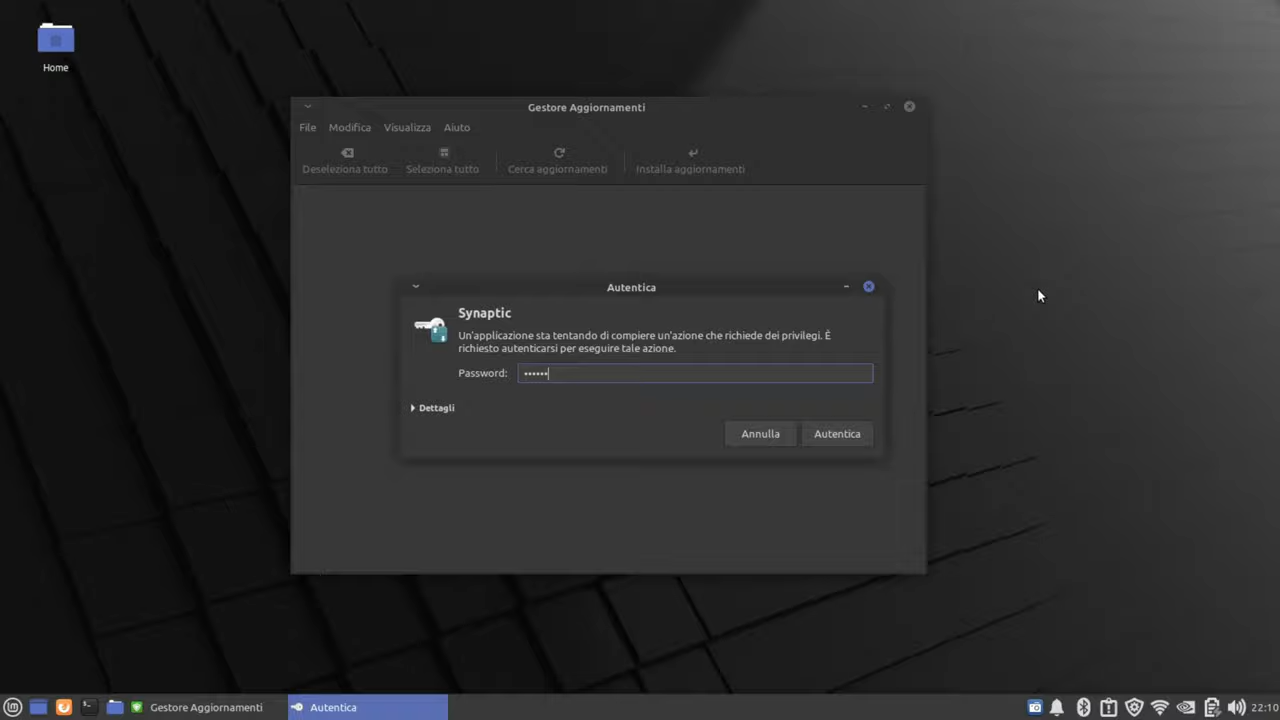 Home
Gestore Aggiornamenti
File Modifica Visualizza Aiuto
Deseleziona tutto Seleziona tutto Cerca aggiornamenti Installa aggiornamenti
Autentica
Synaptic
Un'applicazione sta tentando di compiere un'azione che richiede dei privilegi. È
richiesto autenticarsi per eseguire tale azione.
Password: ••••••
Dettagli
Annulla Autentica
Gestore Aggiornamenti Autentica 22:10